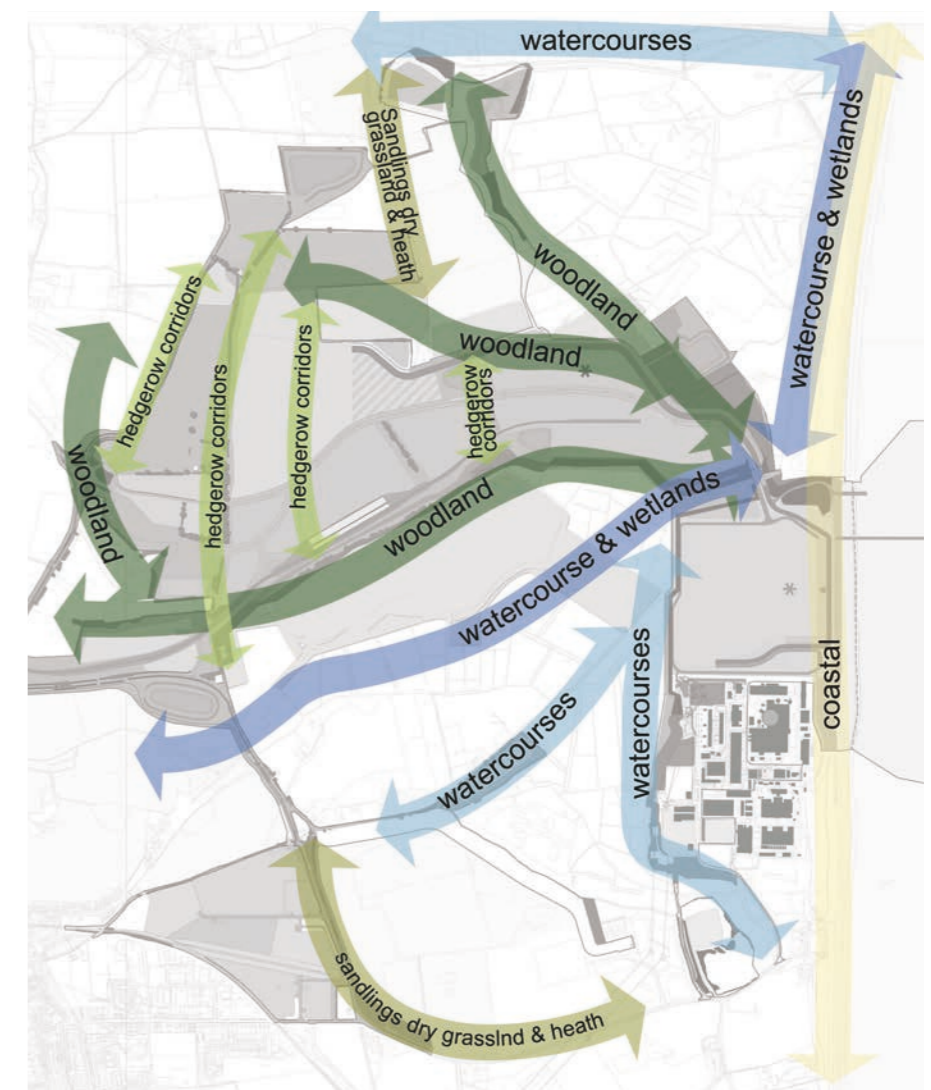 watercourses
watercourse & wetlands
Sandlings dry
grassland & heath
woodland
woodland
hedgerow corridors
hedgerow corridors
hedgerow corridors
hedgerow
corridors
woodland
woodland
watercourse & wetlands
watercourses
watercourses
coastal
sandlings dry grasslnd & heath